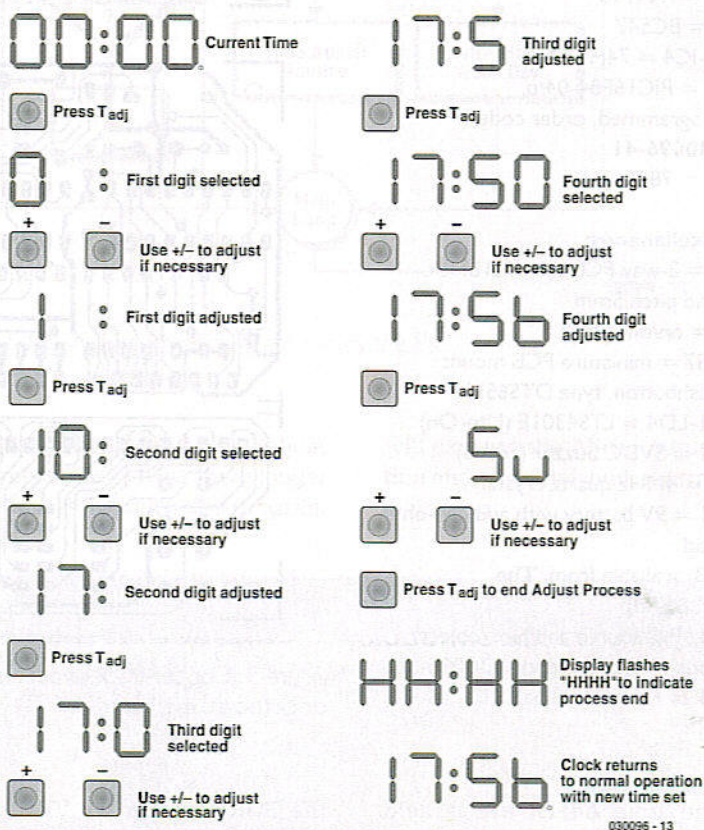 00:00 Current Time
Press Tadj
0 : First digit selected
+ −
Use +/− to adjust
if necessary
1 : First digit adjusted
Press Tadj
10: Second digit selected
+ −
Use +/− to adjust
if necessary
17: Second digit adjusted
Press Tadj
17:0 Third digit
selected
+ −
Use +/− to adjust
if necessary
17:5 Third digit
adjusted
Press Tadj
17:50 Fourth digit
selected
+ −
Use +/− to adjust
if necessary
17:56 Fourth digit
adjusted
Press Tadj
Su
+ −
Use +/− to adjust
if necessary
Press Tadj to end Adjust Process
HH:HH Display flashes
"HHHH" to indicate
process end
17:56. Clock returns
to normal operation
with new time set
030096 - 13